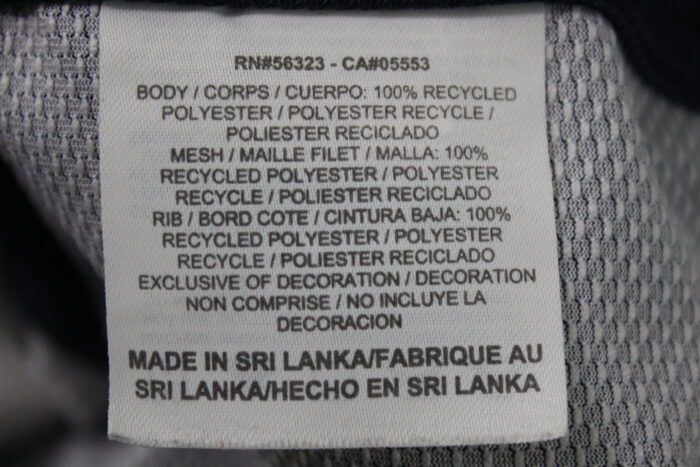 RN#56323 - CA#05553
BODY / CORPS / CUERPO: 100% RECYCLED
POLYESTER / POLYESTER RECYCLE /
POLIESTER RECICLADO
MESH / MAILLE FILET / MALLA: 100%
RECYCLED POLYESTER / POLYESTER
RECYCLE / POLIESTER RECICLADO
RIB / BORD COTE / CINTURA BAJA: 100%
RECYCLED POLYESTER / POLYESTER
RECYCLE / POLIESTER RECICLADO
EXCLUSIVE OF DECORATION / DECORATION
NON COMPRISE / NO INCLUYE LA
DECORACION
MADE IN SRI LANKA/FABRIQUE AU
SRI LANKA/HECHO EN SRI LANKA